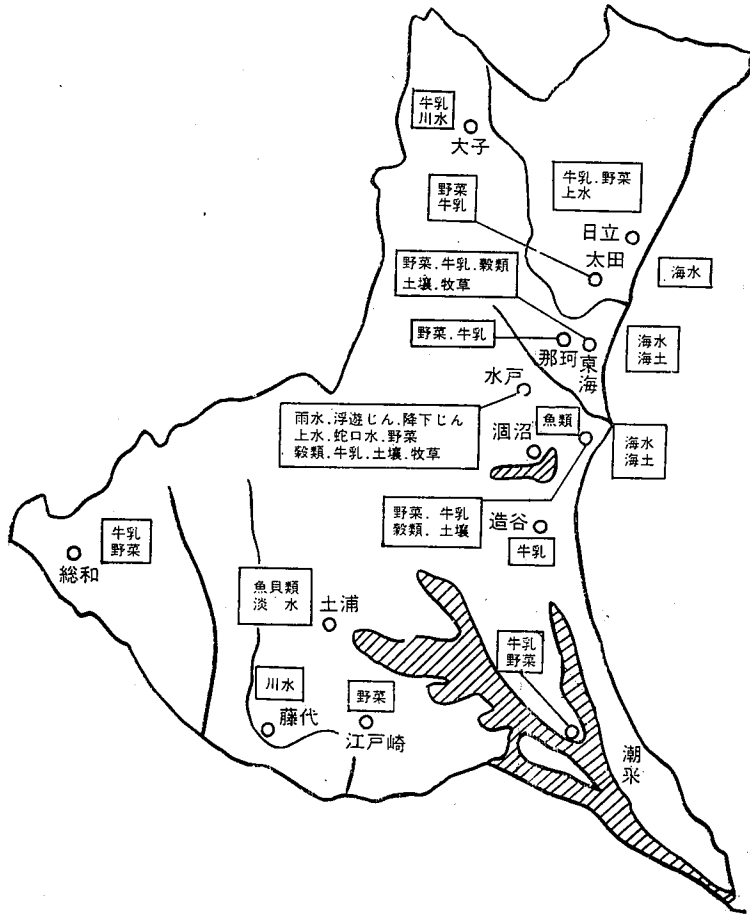 牛乳
川水
大子
牛乳.野菜
上水
野菜
牛乳
日立
太田
海水
野菜.牛乳.穀類
土壌.牧草
野菜.牛乳
那珂
東海
海水
海土
水戸
雨水.浮遊じん.降下じん
上水.蛇口水.野菜
穀類.牛乳.土壌.牧草
魚類
涸沼
海水
海土
野菜.牛乳
穀類.土壌
造谷
牛乳
牛乳
野菜
総和
魚貝類
淡水
土浦
牛乳
野菜
川水
藤代
野菜
江戸崎
潮来